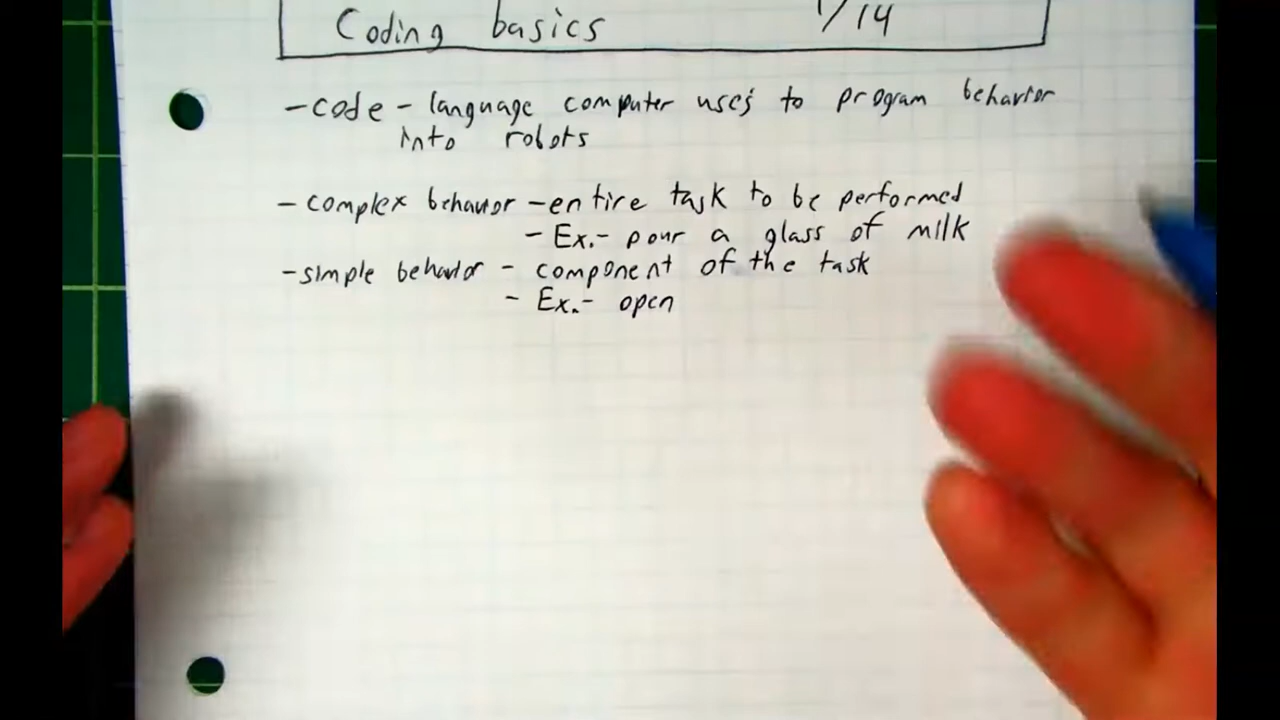 Coding basics 1/14
- code - language computer uses to program behavior
into robots
- complex behavior - entire task to be performed
- Ex. - pour a glass of milk
- simple behavior - component of the task
- Ex. - open